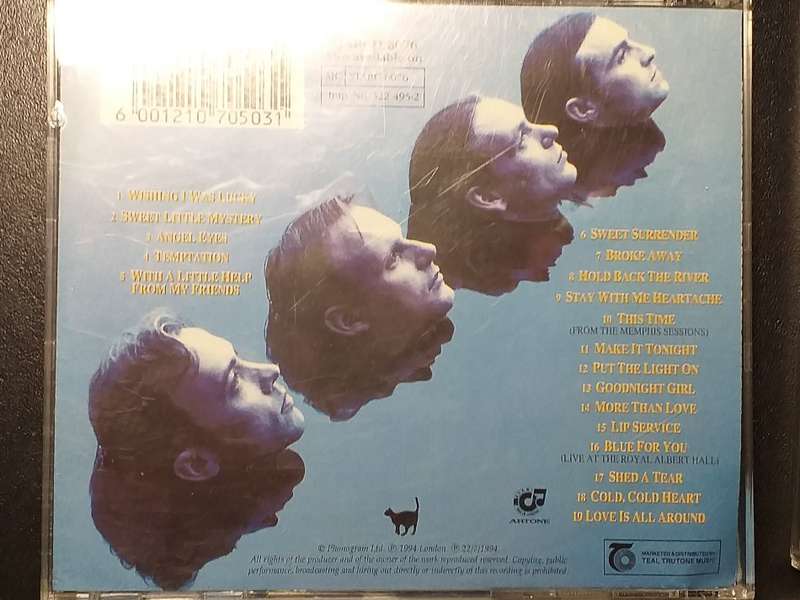 available on
6 001210 705031
1 WISHING I WAS LUCKY
2 SWEET LITTLE MYSTERY
3 ANGEL EYES
4 TEMPTATION
5 WITH A LITTLE HELP
FROM MY FRIENDS
6 SWEET SURRENDER
7 BROKE AWAY
8 HOLD BACK THE RIVER
9 STAY WITH ME HEARTACHE
10 THIS TIME
(FROM THE MEMPHIS SESSIONS)
11 MAKE IT TONIGHT
12 PUT THE LIGHT ON
13 GOODNIGHT GIRL
14 MORE THAN LOVE
15 LIP SERVICE
16 BLUE FOR YOU
(LIVE AT THE ROYAL ALBERT HALL)
17 SHED A TEAR
18 COLD, COLD HEART
19 LOVE IS ALL AROUND
ARTONE
© Phonogram Ltd. ℗ 1994 London ℗ 22/7/1994
All rights of the producer and of the owner of the work reproduced reserved. Copying, public
performance, broadcasting and hiring out directly or indirectly of this recording is prohibited
MARKETED & DISTRIBUTED BY
TEAL TRUTONE MUSIC